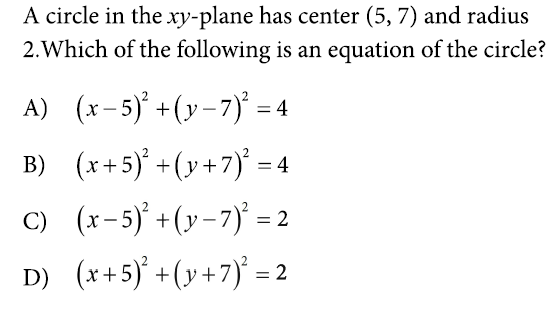 A circle in the xy-plane has center (5, 7) and radius
2.Which of the following is an equation of the circle?
A) (x−5)² +(y−7)² = 4
B) (x+5)² +(y+7)² = 4
C) (x−5)² +(y−7)² = 2
D) (x+5)² +(y+7)² = 2